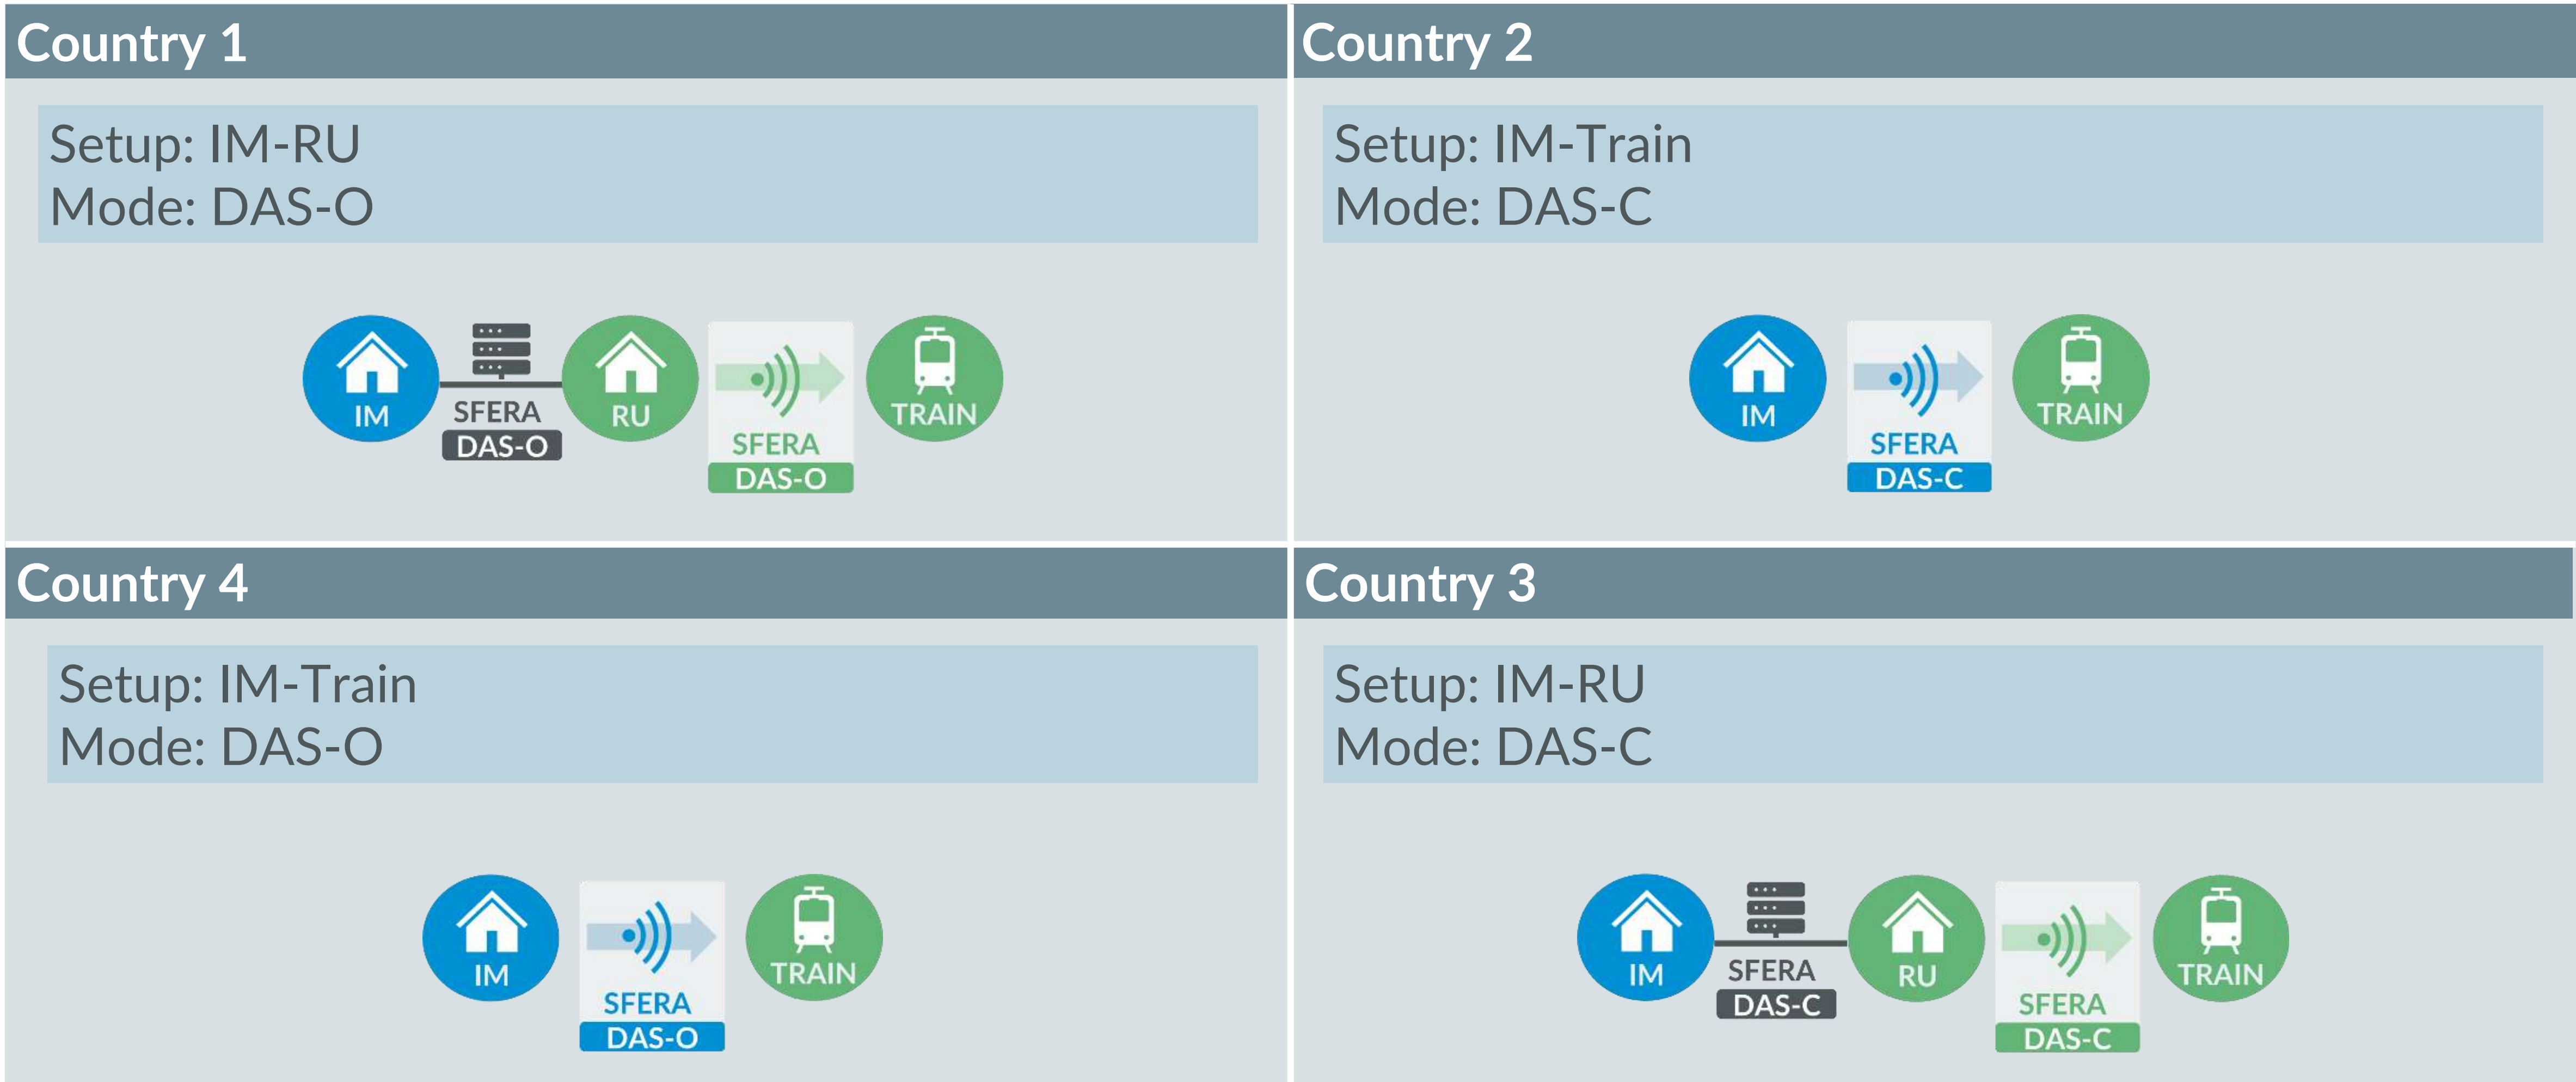 Country 1
Setup: IM-RU
Mode: DAS-O
IM
SFERA
DAS-O
RU
SFERA
DAS-O
TRAIN
Country 2
Setup: IM-Train
Mode: DAS-C
IM
SFERA
DAS-C
TRAIN
Country 4
Setup: IM-Train
Mode: DAS-O
IM
SFERA
DAS-O
TRAIN
Country 3
Setup: IM-RU
Mode: DAS-C
IM
SFERA
DAS-C
RU
SFERA
DAS-C
TRAIN